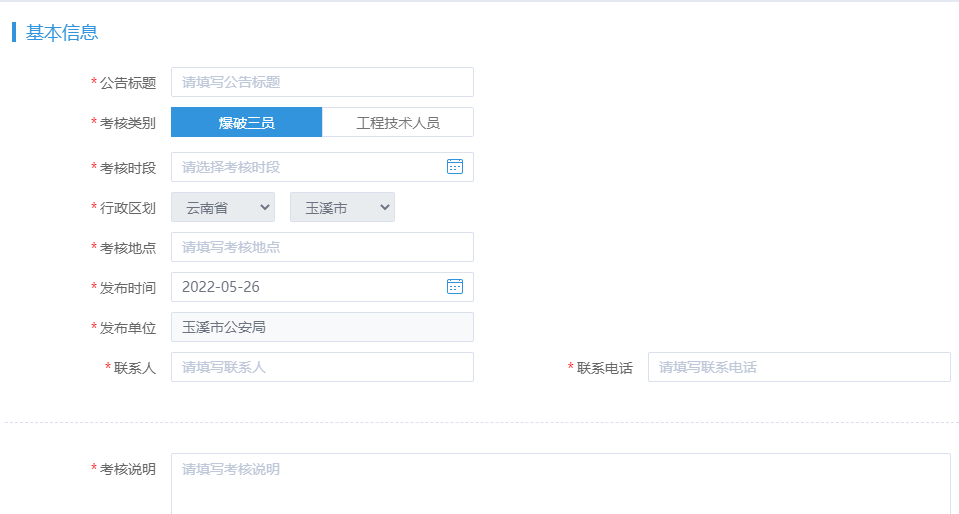 基本信息
*公告标题 请填写公告标题
*考核类别 爆破三员 工程技术人员
*考核时段 请选择考核时段
*行政区划 云南省 玉溪市
*考核地点 请填写考核地点
*发布时间 2022-05-26
*发布单位 玉溪市公安局
*联系人 请填写联系人 *联系电话 请填写联系电话
*考核说明 请填写考核说明